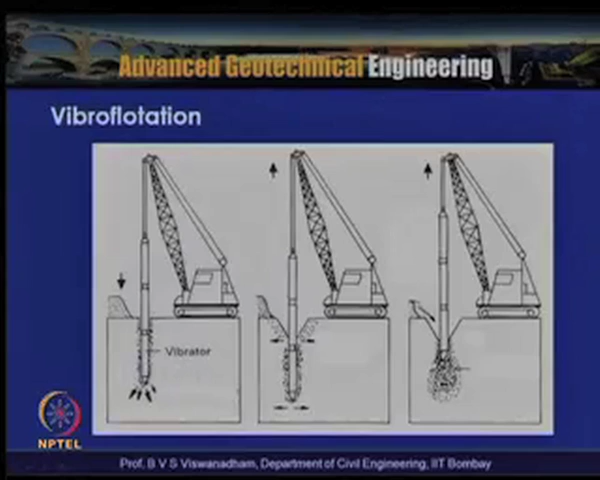 Advanced Geotechnical Engineering
Vibroflotation
Vibrator
NPTEL
Prof. B V S Viswanadham, Department of Civil Engineering, IIT Bombay